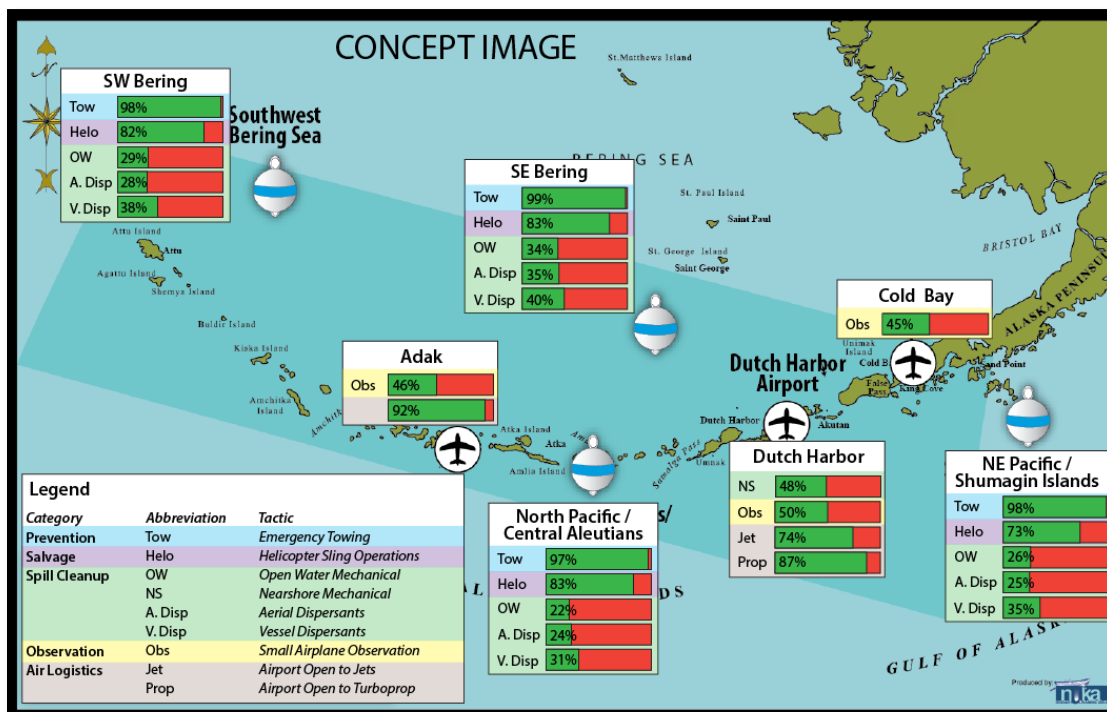 CONCEPT IMAGE
N
St.Matthews Island
SW Bering
Tow 98%
Helo 82%
OW 29%
A. Disp 28%
V. Disp 38%
Southwest
Bering Sea
BERING SEA
SE Bering
Tow 99%
Helo 83%
OW 34%
A. Disp 35%
V. Disp 40%
St. Paul Island
Saint Paul
St. George Island
Saint George
BRISTOL BAY
ALASKA PENINSUL
Attu Island
Attu
Agattu Island
Shemya Island
Buldir Island
Kiska Island
Amchitka
Island
Cold Bay
Obs 45%
Unimak
Island
Cold B
False
Pass
King Cove
and Point
Adak
Obs 46%
92%
Amchitk
Atka Island
Atka
Amlia Island
Am
Samalga Pass
Umnak
Dutch Harbor
Airport
Dutch Harbor
Akutan
Dutch Harbor
NS 48%
Obs 50%
Jet 74%
Prop 87%
NE Pacific /
Shumagin Islands
Tow 98%
Helo 73%
OW 26%
A. Disp 25%
V. Disp 35%
s/
North Pacific /
Central Aleutians
Tow 97%
Helo 83%
OW 22%
A. Disp 24%
V. Disp 31%
AL
DS
GULF OF ALASK
Legend
Category Abbreviation Tactic
Prevention Tow Emergency Towing
Salvage Helo Helicopter Sling Operations
Spill Cleanup OW Open Water Mechanical
NS Nearshore Mechanical
A. Disp Aerial Dispersants
V. Disp Vessel Dispersants
Observation Obs Small Airplane Observation
Air Logistics Jet Airport Open to Jets
Prop Airport Open to Turboprop
Produced by:
nuka